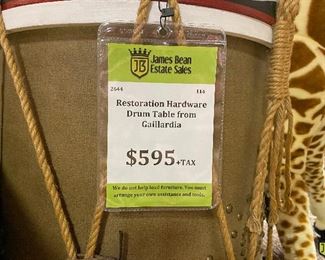 James Bean
Estate Sales
JB
2644 116
Restoration Hardware
Drum Table from
Gaillardia
$595+TAX
We do not help load furniture. You must
arrange your own assistance and tools.